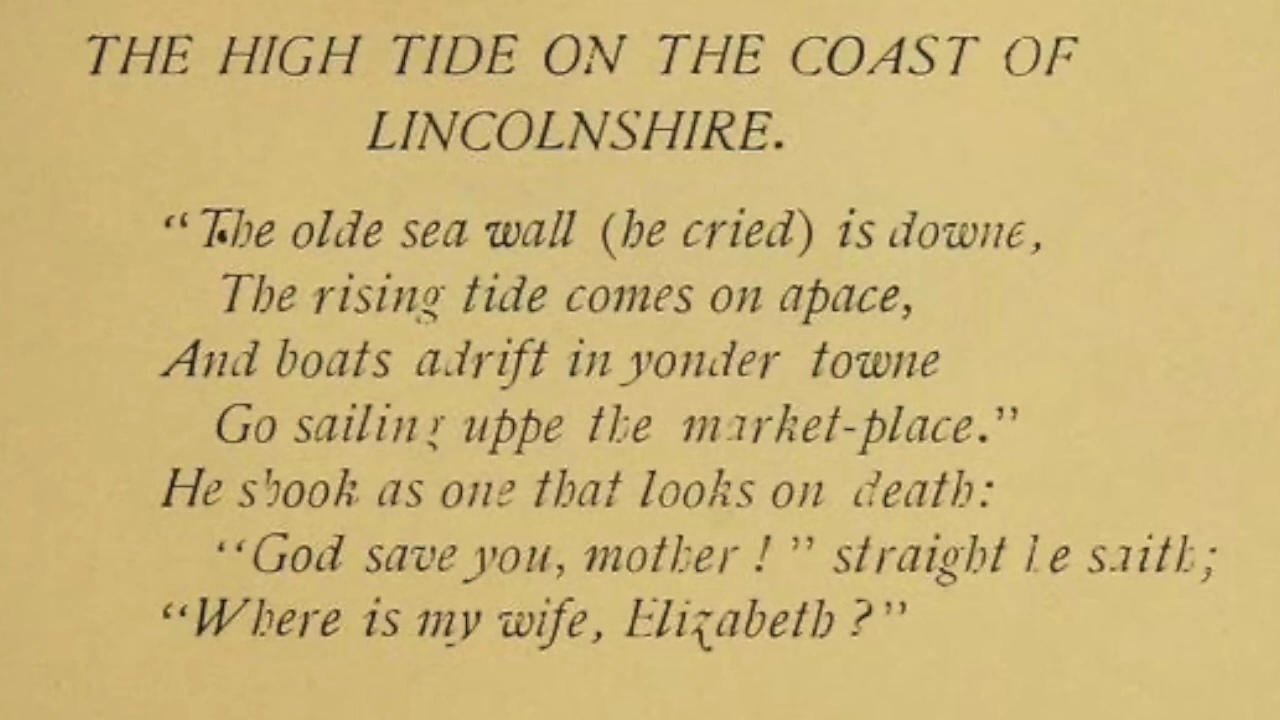 THE HIGH TIDE ON THE COAST OF
LINCOLNSHIRE.
“The olde sea wall (he cried) is downe,
The rising tide comes on apace,
And boats adrift in yonder towne
Go sailing uppe the market-place.”
He shook as one that looks on death:
“God save you, mother ! ” straight he saith;
“Where is my wife, Elizabeth ?”